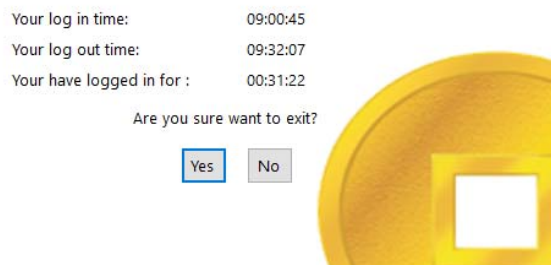 Your log in time: 09:00:45
Your log out time: 09:32:07
Your have logged in for : 00:31:22
Are you sure want to exit?
Yes No